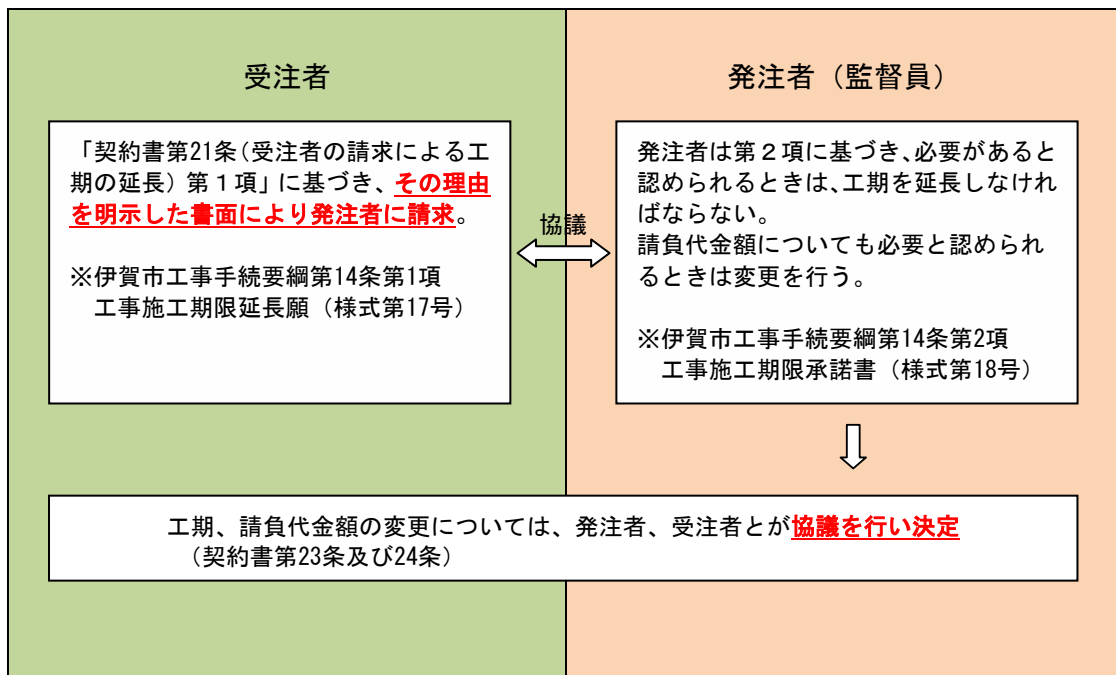 受注者
「契約書第21条(受注者の請求による工
期の延長)第1項」に基づき、その理由
を明示した書面により発注者に請求。
※伊賀市工事手続要綱第14条第1項
工事施工期限延長願(様式第17号)
協議
発注者(監督員)
発注者は第2項に基づき、必要があると
認められるときは、工期を延長しなけれ
ばならない。
請負代金額についても必要と認められ
るときは変更を行う。
※伊賀市工事手続要綱第14条第2項
工事施工期限承諾書(様式第18号)
工期、請負代金額の変更については、発注者、受注者とが協議を行い決定
(契約書第23条及び24条)